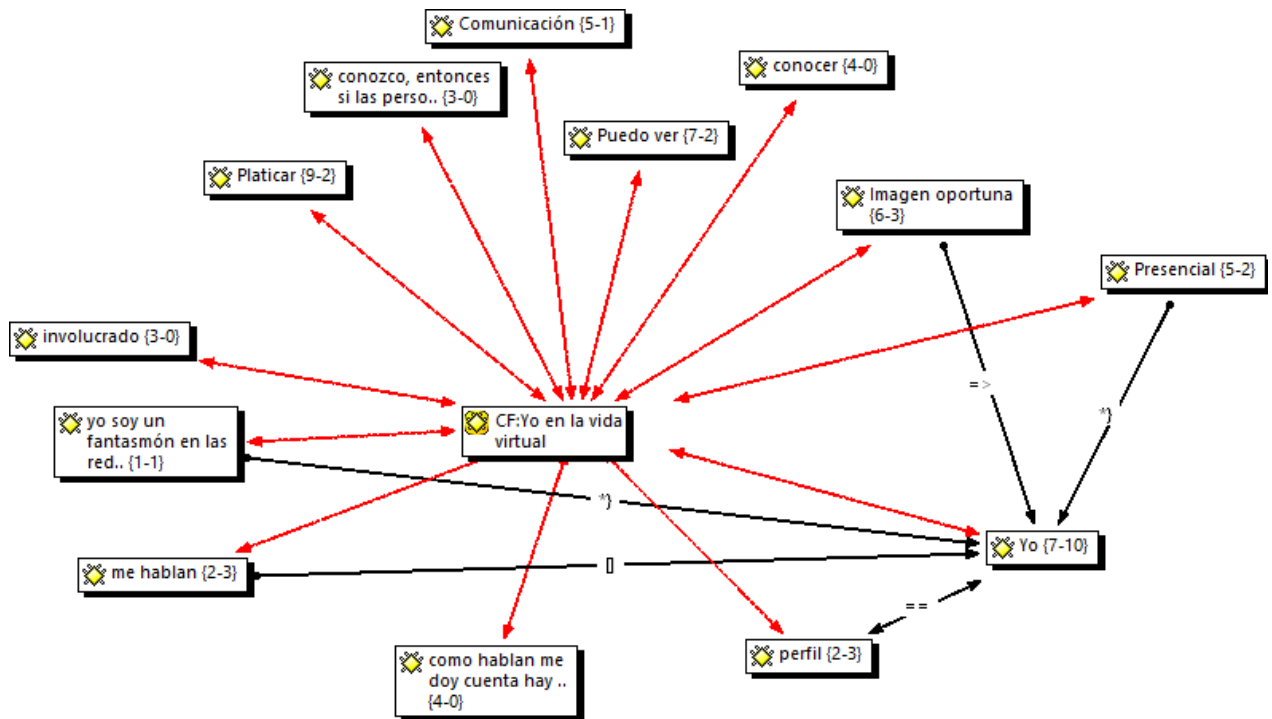 Comunicación {5-1}
conozco, entonces
si las perso.. {3-0}
conocer {4-0}
Puedo ver {7-2}
Platicar {9-2}
Imagen oportuna
{6-3}
Presencial {5-2}
involucrado {3-0}
=>
*}
CF:Yo en la vida
virtual
yo soy un
fantasmón en las
red.. {1-1}
*}
Yo {7-10}
me hablan {2-3}
[]
==
como hablan me
doy cuenta hay ..
{4-0}
perfil {2-3}